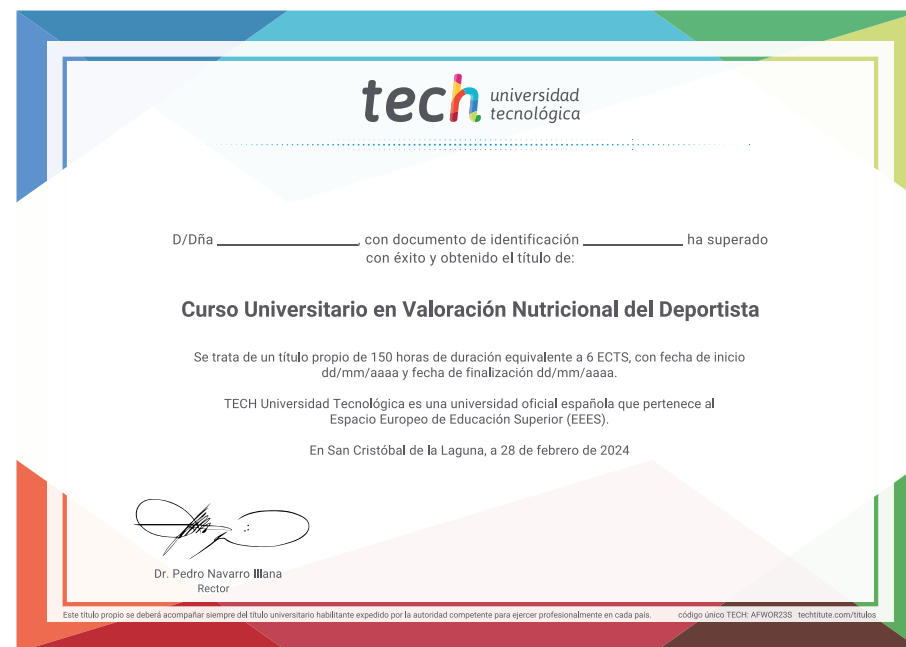 tech universidad
tecnológica
D/Dña ____________________, con documento de identificación ______________ ha superado
con éxito y obtenido el título de:
Curso Universitario en Valoración Nutricional del Deportista
Se trata de un título propio de 150 horas de duración equivalente a 6 ECTS, con fecha de inicio
dd/mm/aaaa y fecha de finalización dd/mm/aaaa.
TECH Universidad Tecnológica es una universidad oficial española que pertenece al
Espacio Europeo de Educación Superior (EEES).
En San Cristóbal de la Laguna, a 28 de febrero de 2024
Dr. Pedro Navarro Illana
Rector
Este título propio se deberá acompañar siempre del título universitario habilitante expedido por la autoridad competente para ejercer profesionalmente en cada país. código único TECH: AFWOR23S techtitute.com/titulos